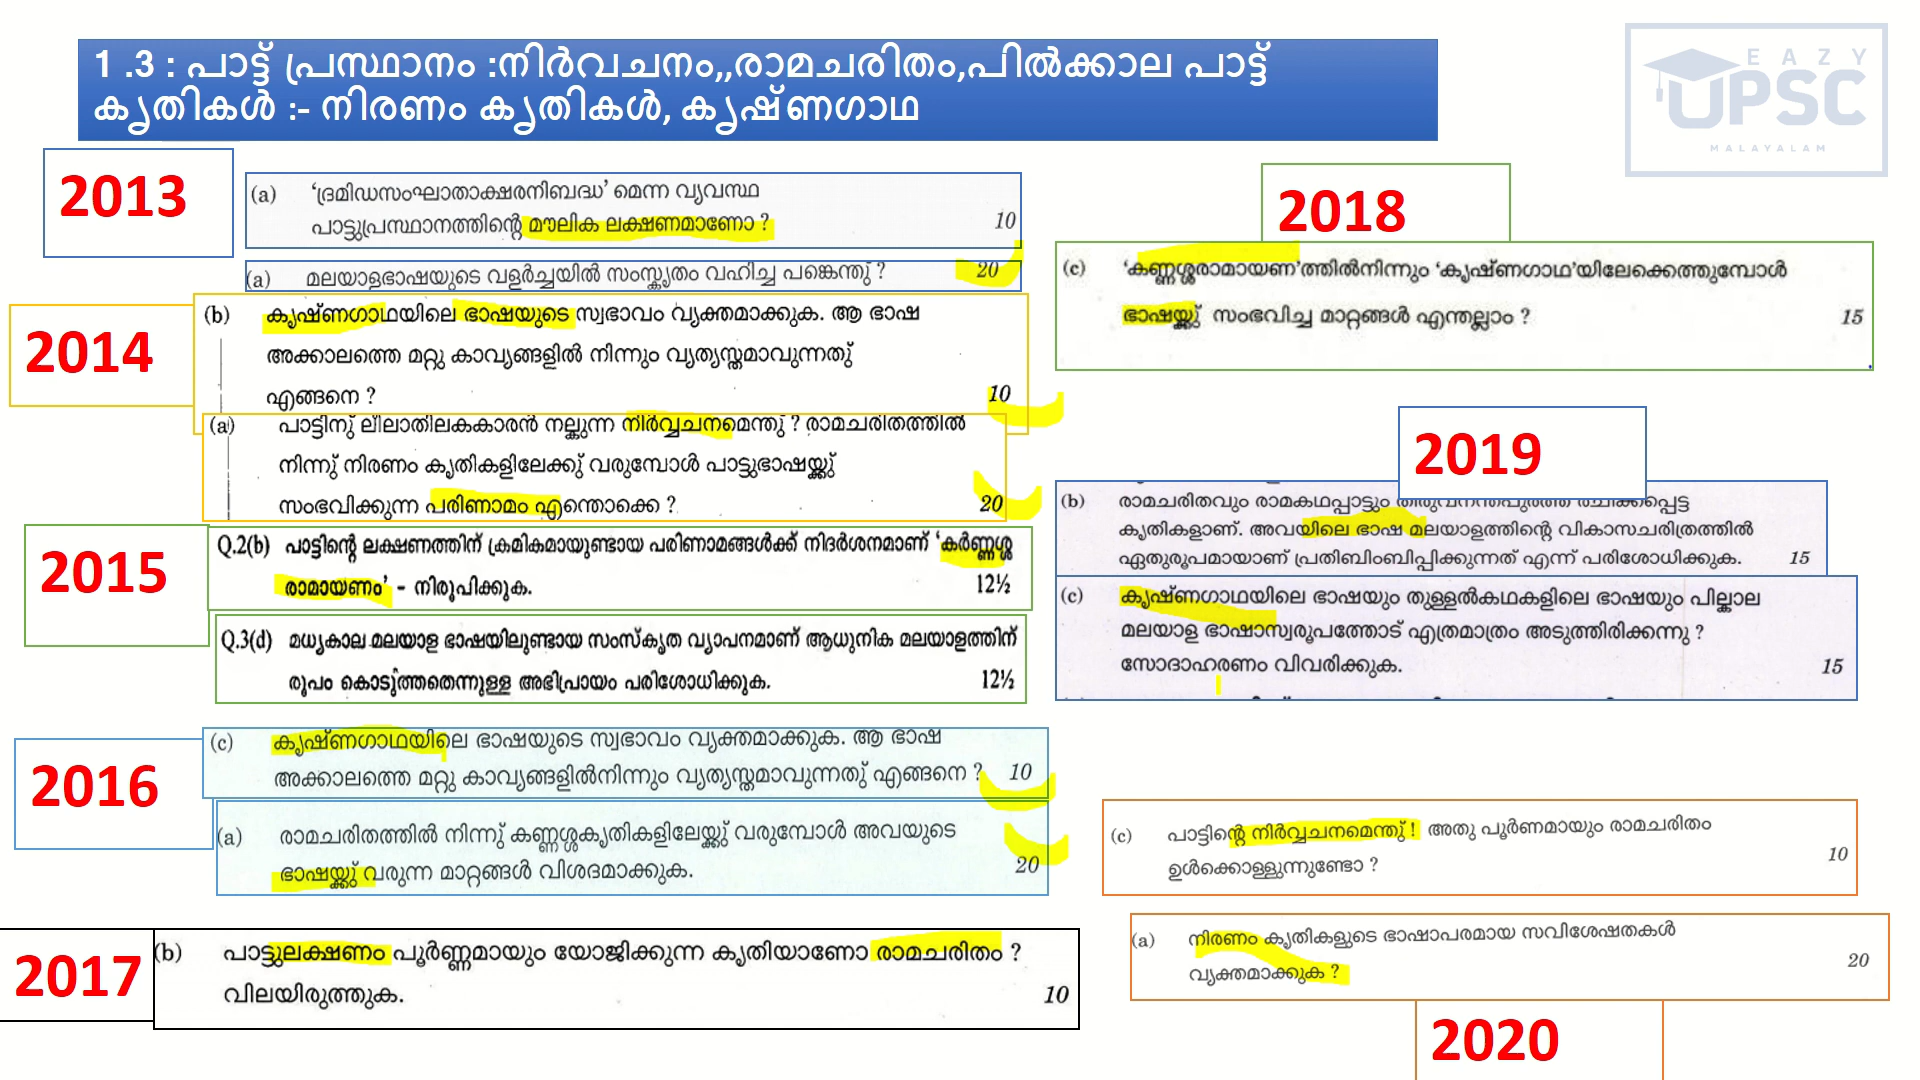 1 .3 : പാട്ട് പ്രസ്ഥാനം :നിർവചനം,,രാമചരിതം,പിൽക്കാല പാട്ട്
കൃതികൾ :- നിരണം കൃതികൾ, കൃഷ്ണഗാഥ
EAZY
UPSC
MALAYALAM
2013
(a) 'ദ്രമിഡസംഘാതാക്ഷരനിബദ്ധ' മെന്ന വ്യവസ്ഥ
പാട്ടുപ്രസ്ഥാനത്തിന്റെ മൗലിക ലക്ഷണമാണോ ? 10
(a) മലയാളഭാഷയുടെ വളർച്ചയിൽ സംസ്കൃതം വഹിച്ച പങ്കെന്തു് ? 20
2014
(b) കൃഷ്ണഗാഥയിലെ ഭാഷയുടെ സ്വഭാവം വ്യക്തമാക്കുക. ആ ഭാഷ
അക്കാലത്തെ മറ്റു കാവ്യങ്ങളിൽ നിന്നും വ്യത്യസ്തമാവുന്നതു്
എങ്ങനെ ? 10
(a) പാട്ടിനു് ലീലാതിലകകാരൻ നല്കുന്ന നിർവ്വചനമെന്തു് ? രാമചരിതത്തിൽ
നിന്നു് നിരണം കൃതികളിലേക്കു് വരുമ്പോൾ പാട്ടുഭാഷയ്ക്കു്
സംഭവിക്കുന്ന പരിണാമം എന്തൊക്കെ ? 20
2015
Q.2(b) പാട്ടിന്റെ ലക്ഷണത്തിന് ക്രമികമായുണ്ടായ പരിണാമങ്ങൾക്ക് നിദർശനമാണ് 'കർണ്ണശ്ശ
രാമായണം' – നിരൂപിക്കുക. 12½
Q.3(d) മധ്യകാല മലയാള ഭാഷയിലുണ്ടായ സംസ്കൃത വ്യാപനമാണ് ആധുനിക മലയാളത്തിന്
രൂപം കൊടുത്തതെന്നുള്ള അഭിപ്രായം പരിശോധിക്കുക. 12½
2016
(c) കൃഷ്ണഗാഥയിലെ ഭാഷയുടെ സ്വഭാവം വ്യക്തമാക്കുക. ആ ഭാഷ
അക്കാലത്തെ മറ്റു കാവ്യങ്ങളിൽനിന്നും വ്യത്യസ്തമാവുന്നതു് എങ്ങനെ ? 10
(a) രാമചരിതത്തിൽ നിന്നു് കണ്ണശ്ശകൃതികളിലേയ്ക്കു് വരുമ്പോൾ അവയുടെ
ഭാഷയ്ക്കു് വരുന്ന മാറ്റങ്ങൾ വിശദമാക്കുക. 20
2017
(b) പാട്ടുലക്ഷണം പൂർണ്ണമായും യോജിക്കുന്ന കൃതിയാണോ രാമചരിതം ?
വിലയിരുത്തുക. 10
2018
(c) 'കണ്ണശ്ശരാമായണ'ത്തിൽനിന്നും 'കൃഷ്ണഗാഥ'യിലേക്കെത്തുമ്പോൾ
ഭാഷയ്ക്കു് സംഭവിച്ച മാറ്റങ്ങൾ എന്തെല്ലാം ? 15
2019
(b) രാമചരിതവും രാമകഥപ്പാട്ടും തിരുവനന്തപുരത്ത് രചിക്കപ്പെട്ട
കൃതികളാണ്. അവയിലെ ഭാഷ മലയാളത്തിന്റെ വികാസചരിത്രത്തിൽ
ഏതുരൂപമായാണ് പ്രതിബിംബിപ്പിക്കുന്നത് എന്ന് പരിശോധിക്കുക. 15
(c) കൃഷ്ണഗാഥയിലെ ഭാഷയും തുള്ളൽകഥകളിലെ ഭാഷയും പില്കാല
മലയാള ഭാഷാസ്വരൂപത്തോട് എത്രമാത്രം അടുത്തിരിക്കന്നു ?
സോദാഹരണം വിവരിക്കുക. 15
(c) പാട്ടിന്റെ നിർവ്വചനമെന്തു് ! അതു പൂർണമായും രാമചരിതം
ഉൾക്കൊള്ളുന്നുണ്ടോ ? 10
(a) നിരണം കൃതികളുടെ ഭാഷാപരമായ സവിശേഷതകൾ
വ്യക്തമാക്കുക ? 20
2020